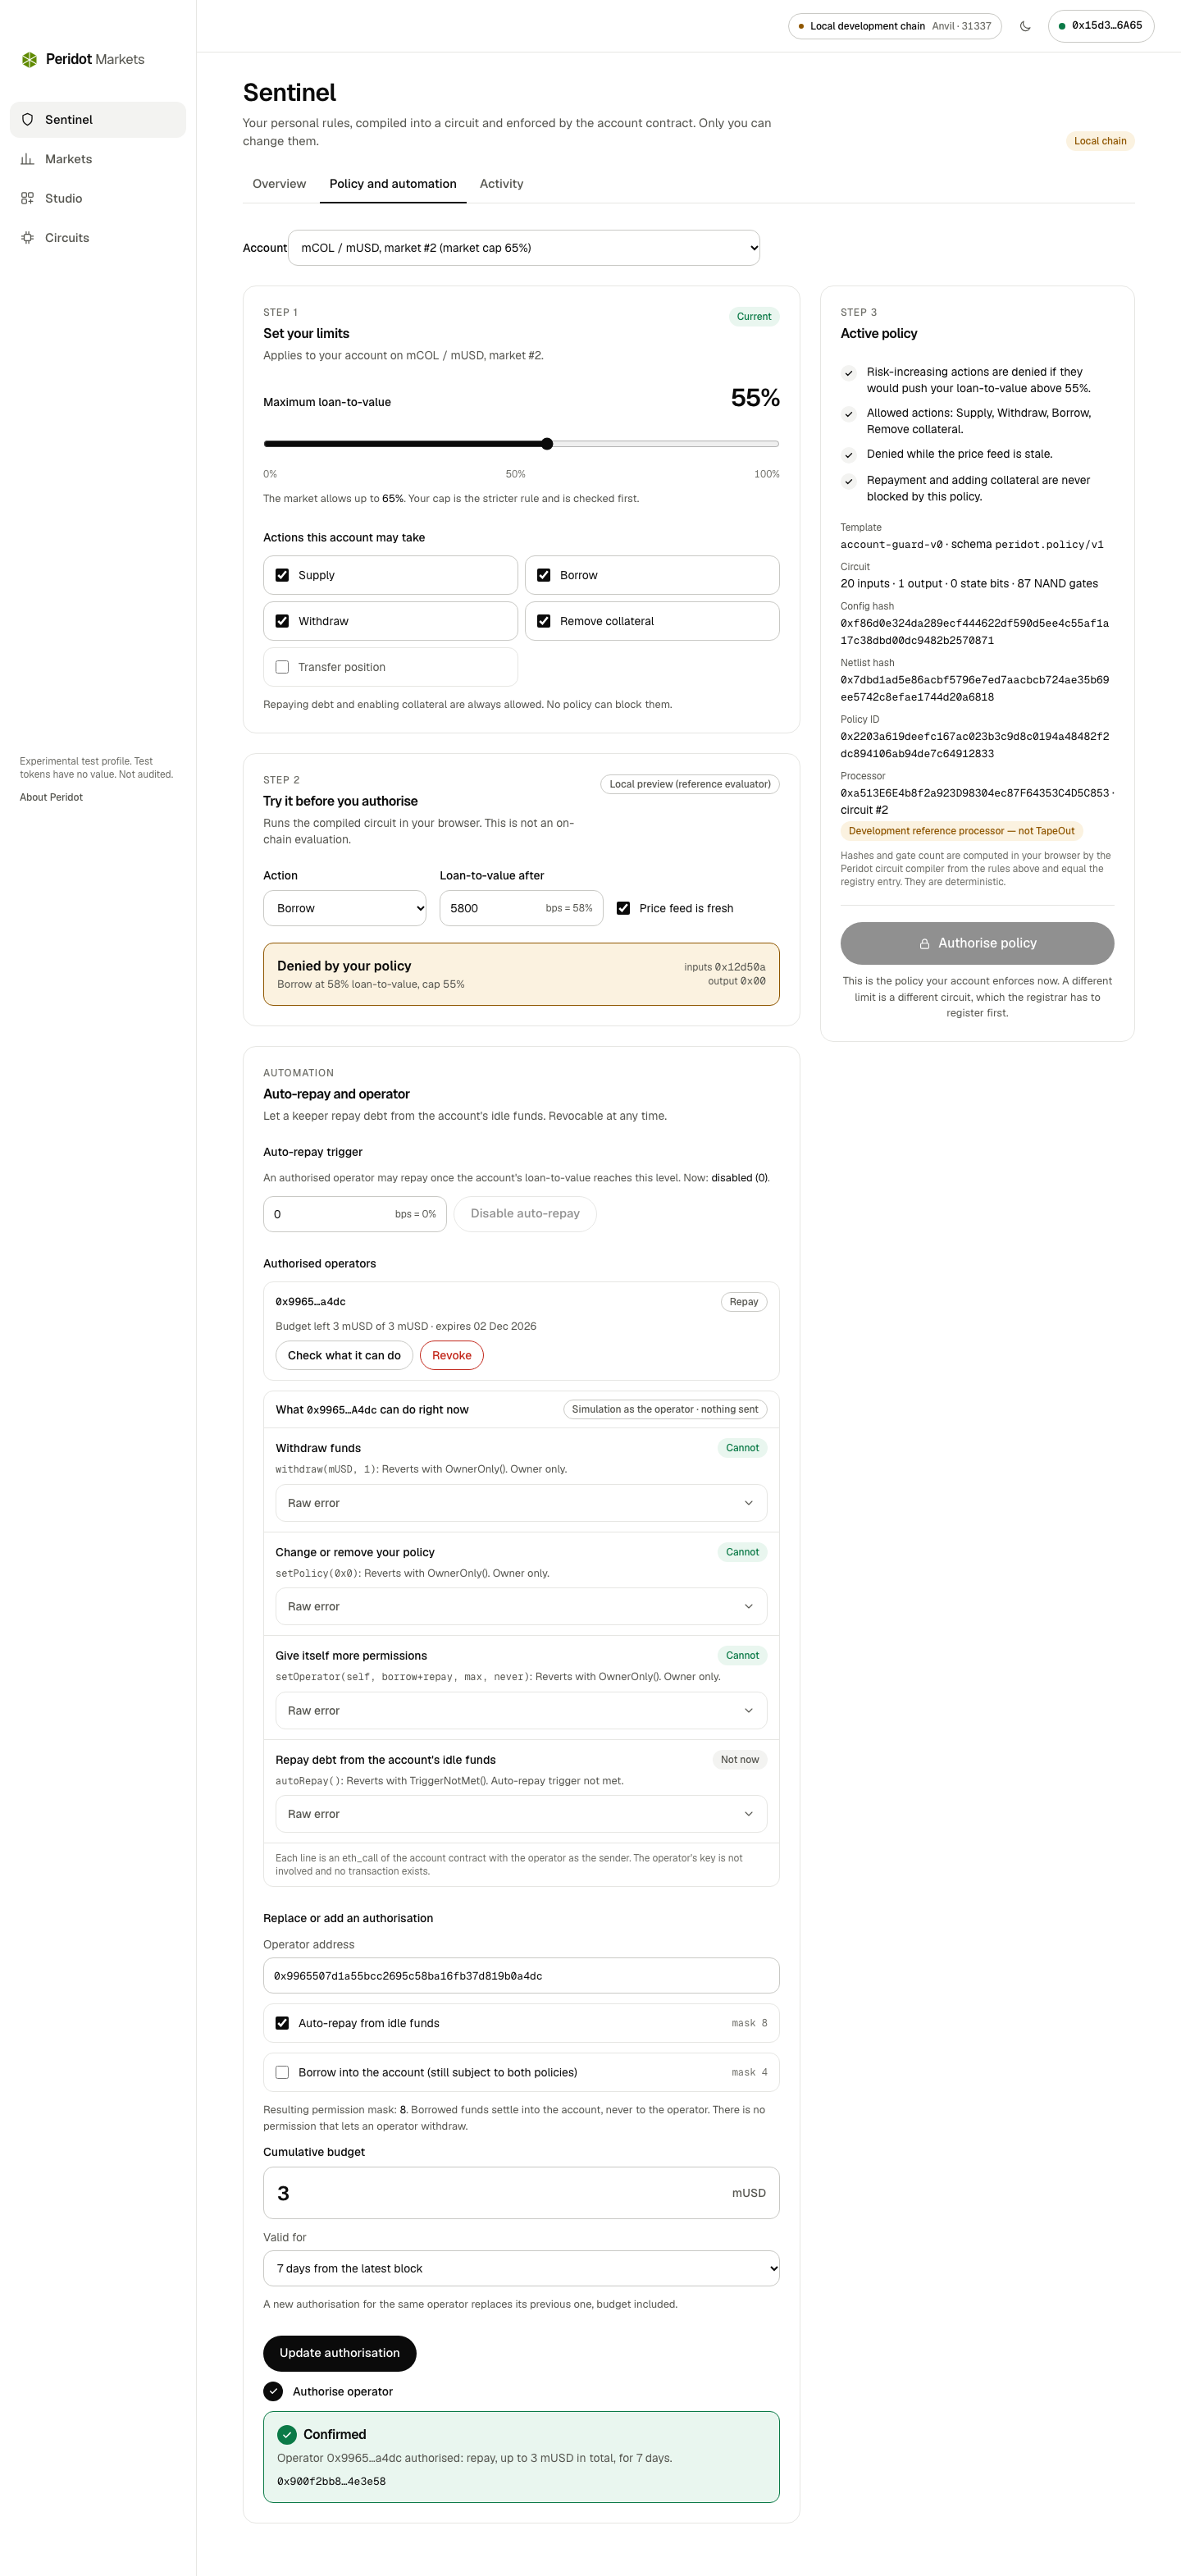 Local development chain Anvil · 31337
0x15d3…6A65
Peridot Markets
Sentinel
Markets
Studio
Circuits
Experimental test profile. Test
tokens have no value. Not audited.
About Peridot
Sentinel
Your personal rules, compiled into a circuit and enforced by the account contract. Only you can
change them.
Local chain
Overview
Policy and automation
Activity
Account
mCOL / mUSD, market #2 (market cap 65%)
STEP 1
Current
Set your limits
Applies to your account on mCOL / mUSD, market #2.
Maximum loan-to-value
55%
0%
50%
100%
The market allows up to 65%. Your cap is the stricter rule and is checked first.
Actions this account may take
Supply
Borrow
Withdraw
Remove collateral
Transfer position
Repaying debt and enabling collateral are always allowed. No policy can block them.
STEP 2
Local preview (reference evaluator)
Try it before you authorise
Runs the compiled circuit in your browser. This is not an on-
chain evaluation.
Action
Loan-to-value after
Borrow
5800
bps = 58%
Price feed is fresh
Denied by your policy
Borrow at 58% loan-to-value, cap 55%
inputs 0x12d50a
output 0x00
AUTOMATION
Auto-repay and operator
Let a keeper repay debt from the account's idle funds. Revocable at any time.
Auto-repay trigger
An authorised operator may repay once the account's loan-to-value reaches this level. Now: disabled (0).
0
bps = 0%
Disable auto-repay
Authorised operators
0x9965…a4dc
Repay
Budget left 3 mUSD of 3 mUSD · expires 02 Dec 2026
Check what it can do
Revoke
What 0x9965…A4dc can do right now
Simulation as the operator · nothing sent
Withdraw funds
Cannot
withdraw(mUSD, 1): Reverts with OwnerOnly(). Owner only.
Raw error
Change or remove your policy
Cannot
setPolicy(0x0): Reverts with OwnerOnly(). Owner only.
Raw error
Give itself more permissions
Cannot
setOperator(self, borrow+repay, max, never): Reverts with OwnerOnly(). Owner only.
Raw error
Repay debt from the account's idle funds
Not now
autoRepay(): Reverts with TriggerNotMet(). Auto-repay trigger not met.
Raw error
Each line is an eth_call of the account contract with the operator as the sender. The operator's key is not
involved and no transaction exists.
Replace or add an authorisation
Operator address
0x9965507d1a55bcc2695c58ba16fb37d819b0a4dc
Auto-repay from idle funds
mask 8
Borrow into the account (still subject to both policies)
mask 4
Resulting permission mask: 8. Borrowed funds settle into the account, never to the operator. There is no
permission that lets an operator withdraw.
Cumulative budget
3
mUSD
Valid for
7 days from the latest block
A new authorisation for the same operator replaces its previous one, budget included.
Update authorisation
Authorise operator
Confirmed
Operator 0x9965…a4dc authorised: repay, up to 3 mUSD in total, for 7 days.
0x900f2bb8…4e3e58
STEP 3
Active policy
Risk-increasing actions are denied if they
would push your loan-to-value above 55%.
Allowed actions: Supply, Withdraw, Borrow,
Remove collateral.
Denied while the price feed is stale.
Repayment and adding collateral are never
blocked by this policy.
Template
account-guard-v0 · schema peridot.policy/v1
Circuit
20 inputs · 1 output · 0 state bits · 87 NAND gates
Config hash
0xf86d0e324da289ecf444622df590d5ee4c55af1a
17c38dbd00dc9482b2570871
Netlist hash
0x7dbd1ad5e86acbf5796e7ed7aacbcb724ae35b69
ee5742c8efae1744d20a6818
Policy ID
0x2203a619deefc167ac023b3c9d8c0194a48482f2
dc894106ab94de7c64912833
Processor
0xa513E6E4b8f2a923D98304ec87F64353C4D5C853 ·
circuit #2
Development reference processor — not TapeOut
Hashes and gate count are computed in your browser by the
Peridot circuit compiler from the rules above and equal the
registry entry. They are deterministic.
Authorise policy
This is the policy your account enforces now. A different
limit is a different circuit, which the registrar has to
register first.